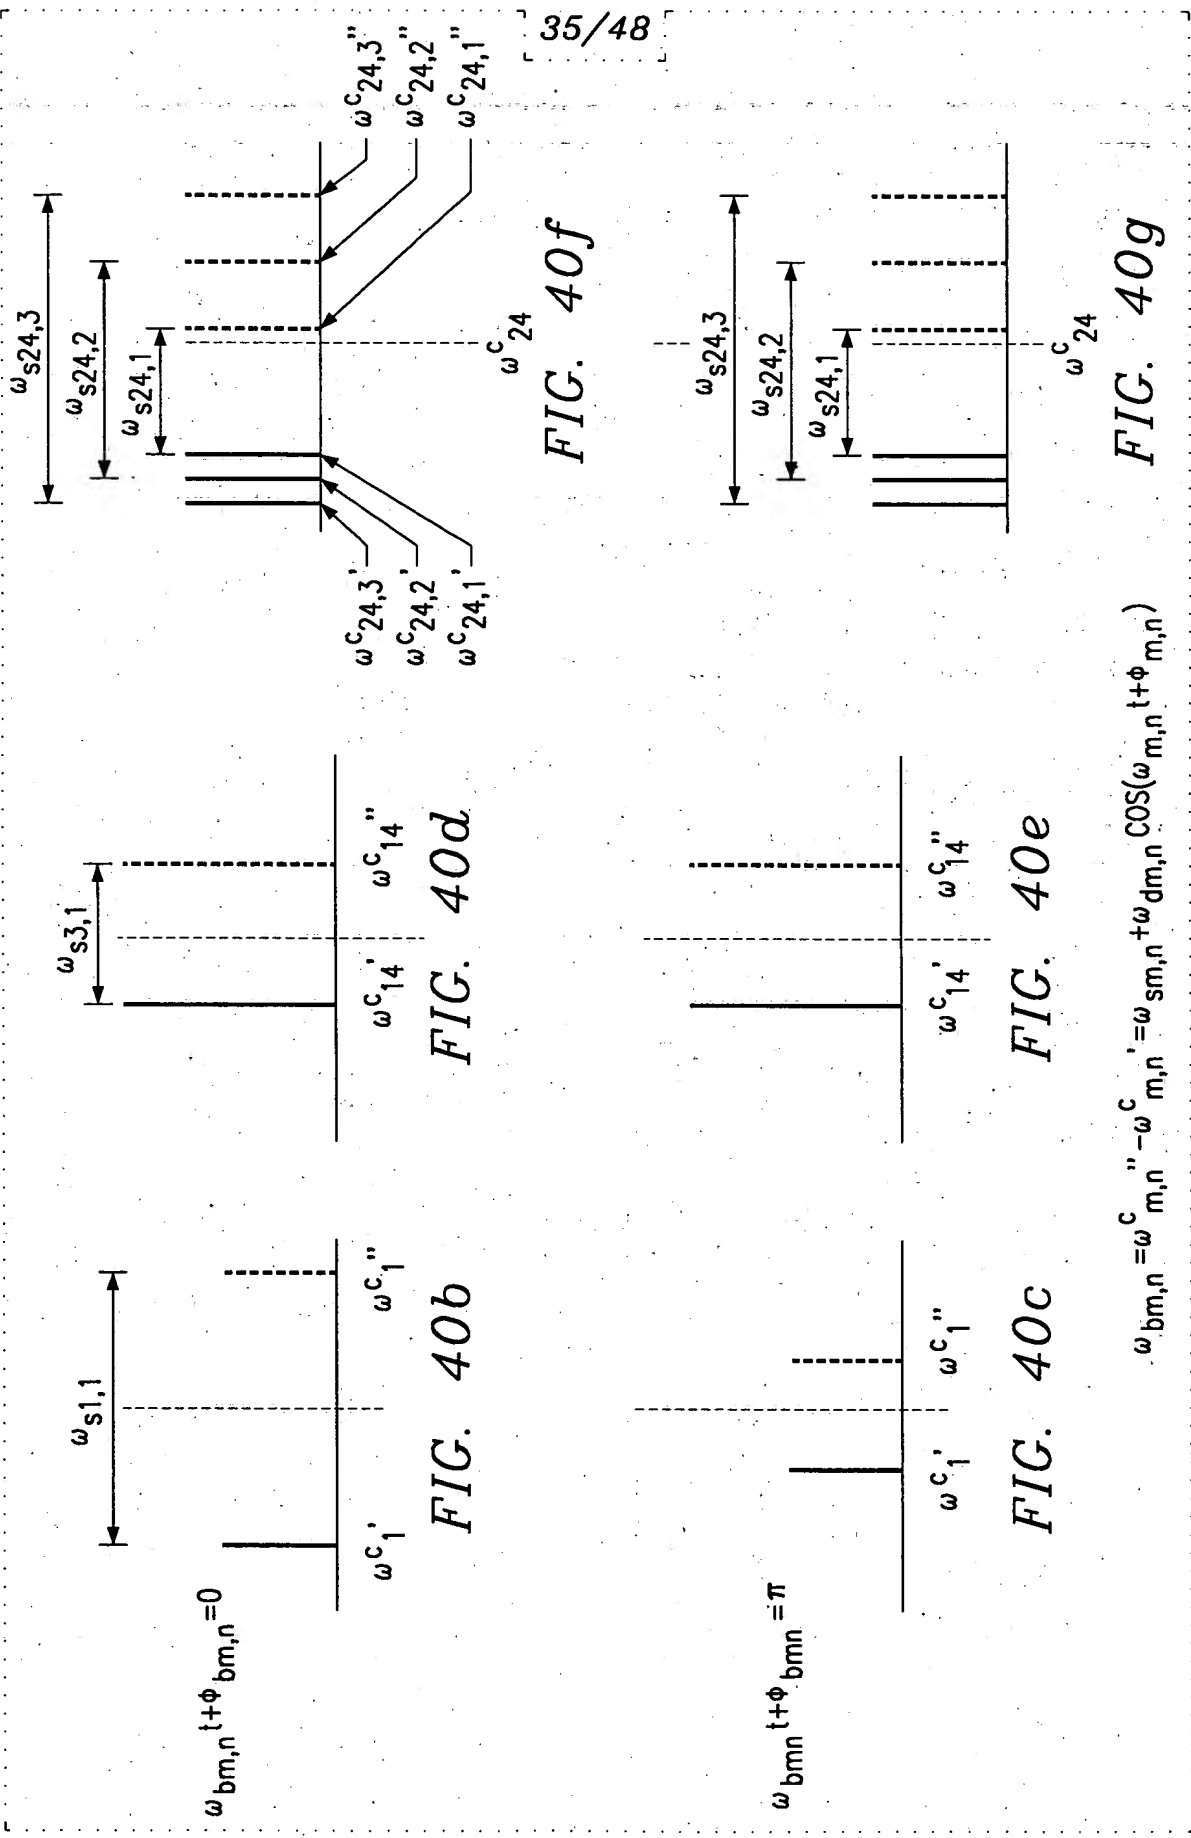 35/48
ω_bm,n t+Φ_bm,n =0
ω_s1,1
ω^C_1' ω^C_1''
FIG. 40b
ω_s3,1
ω^C_14' ω^C_14''
FIG. 40d
ω_s24,3
ω_s24,2
ω_s24,1
ω^C_24,3' ω^C_24,3''
ω^C_24,2' ω^C_24,2''
ω^C_24,1' ω^C_24,1''
ω^C_24
FIG. 40f
ω_bmn t+Φ_bmn =π
ω^C_1' ω^C_1''
FIG. 40c
ω^C_14' ω^C_14''
FIG. 40e
ω_s24,3
ω_s24,2
ω_s24,1
ω^C_24
FIG. 40g
ω_bm,n =ω^C_m,n''-ω^C_m,n'=ω_sm,n+ω_dm,n COS(ω_m,n t+Φ_m,n)